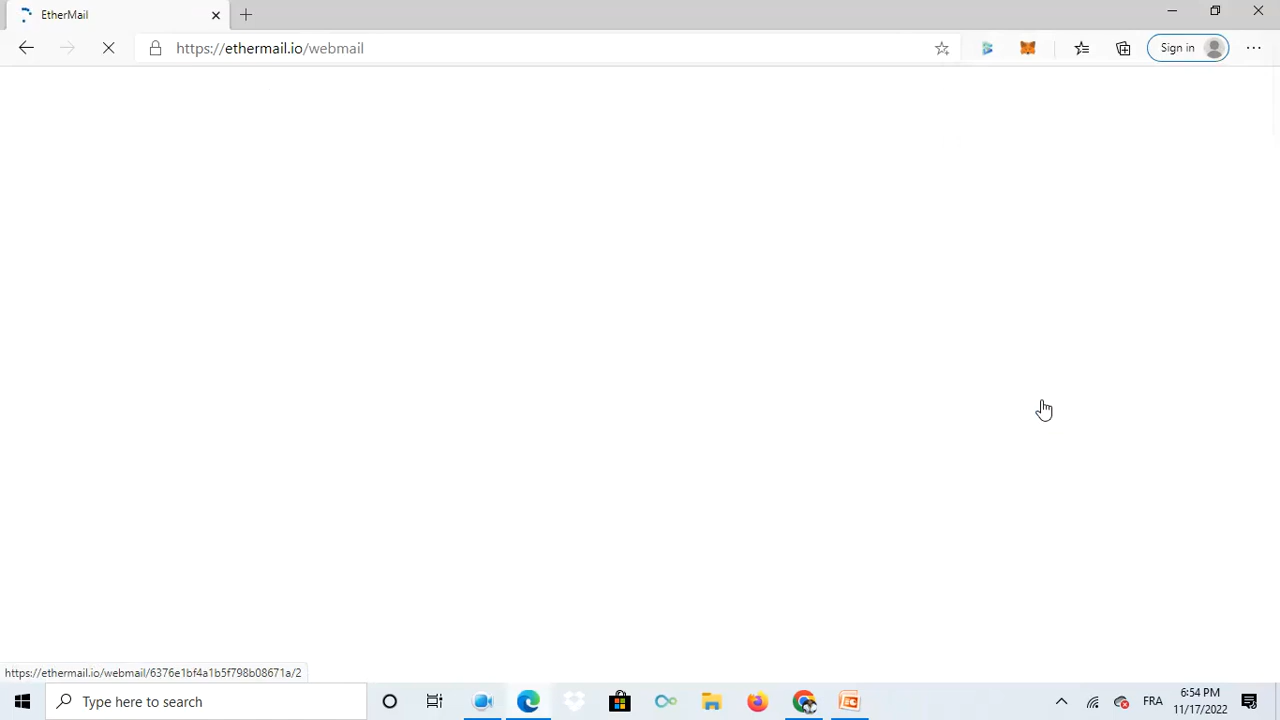 EtherMail
https://ethermail.io/webmail
Sign in
https://ethermail.io/webmail/6376e1bf4a1b5f798b08671a/2
Type here to search
FRA
6:54 PM
11/17/2022